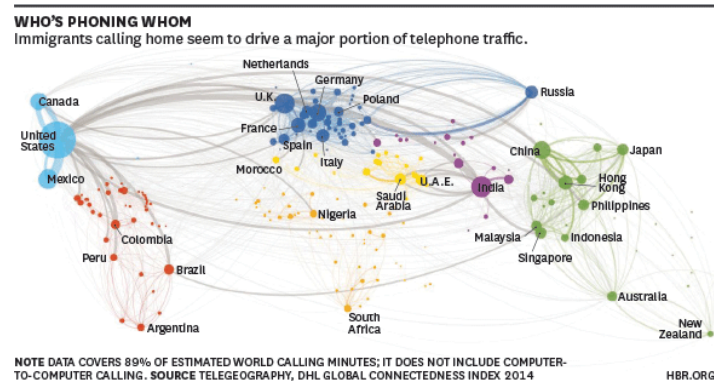 WHO'S PHONING WHOM
Immigrants calling home seem to drive a major portion of telephone traffic.
Netherlands
Germany
Canada
U.K.
Poland
Russia
United
States
France
Spain
Italy
China
Japan
Morocco
Mexico
Saudi
Arabia
U.A.E.
India
Hong
Kong
Nigeria
Philippines
Colombia
Malaysia
Indonesia
Peru
Brazil
Singapore
Australia
Argentina
South
Africa
New
Zealand
NOTE DATA COVERS 89% OF ESTIMATED WORLD CALLING MINUTES; IT DOES NOT INCLUDE COMPUTER-
TO-COMPUTER CALLING. SOURCE TELEGEOGRAPHY, DHL GLOBAL CONNECTEDNESS INDEX 2014
HBR.ORG